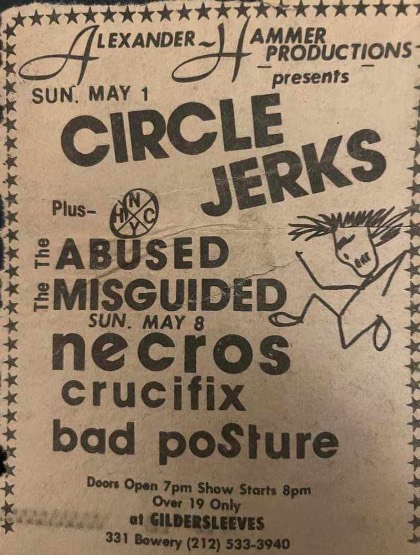 ALEXANDER~HAMMER
PRODUCTIONS
presents
SUN. MAY 1
CIRCLE
JERKS
Plus-
N
H C
Y
The ABUSED
The MISGUIDED
SUN. MAY 8
necros
crucifix
bad poSture
Doors Open 7pm Show Starts 8pm
Over 19 Only
at GILDERSLEEVES
331 Bowery (212) 533-3940